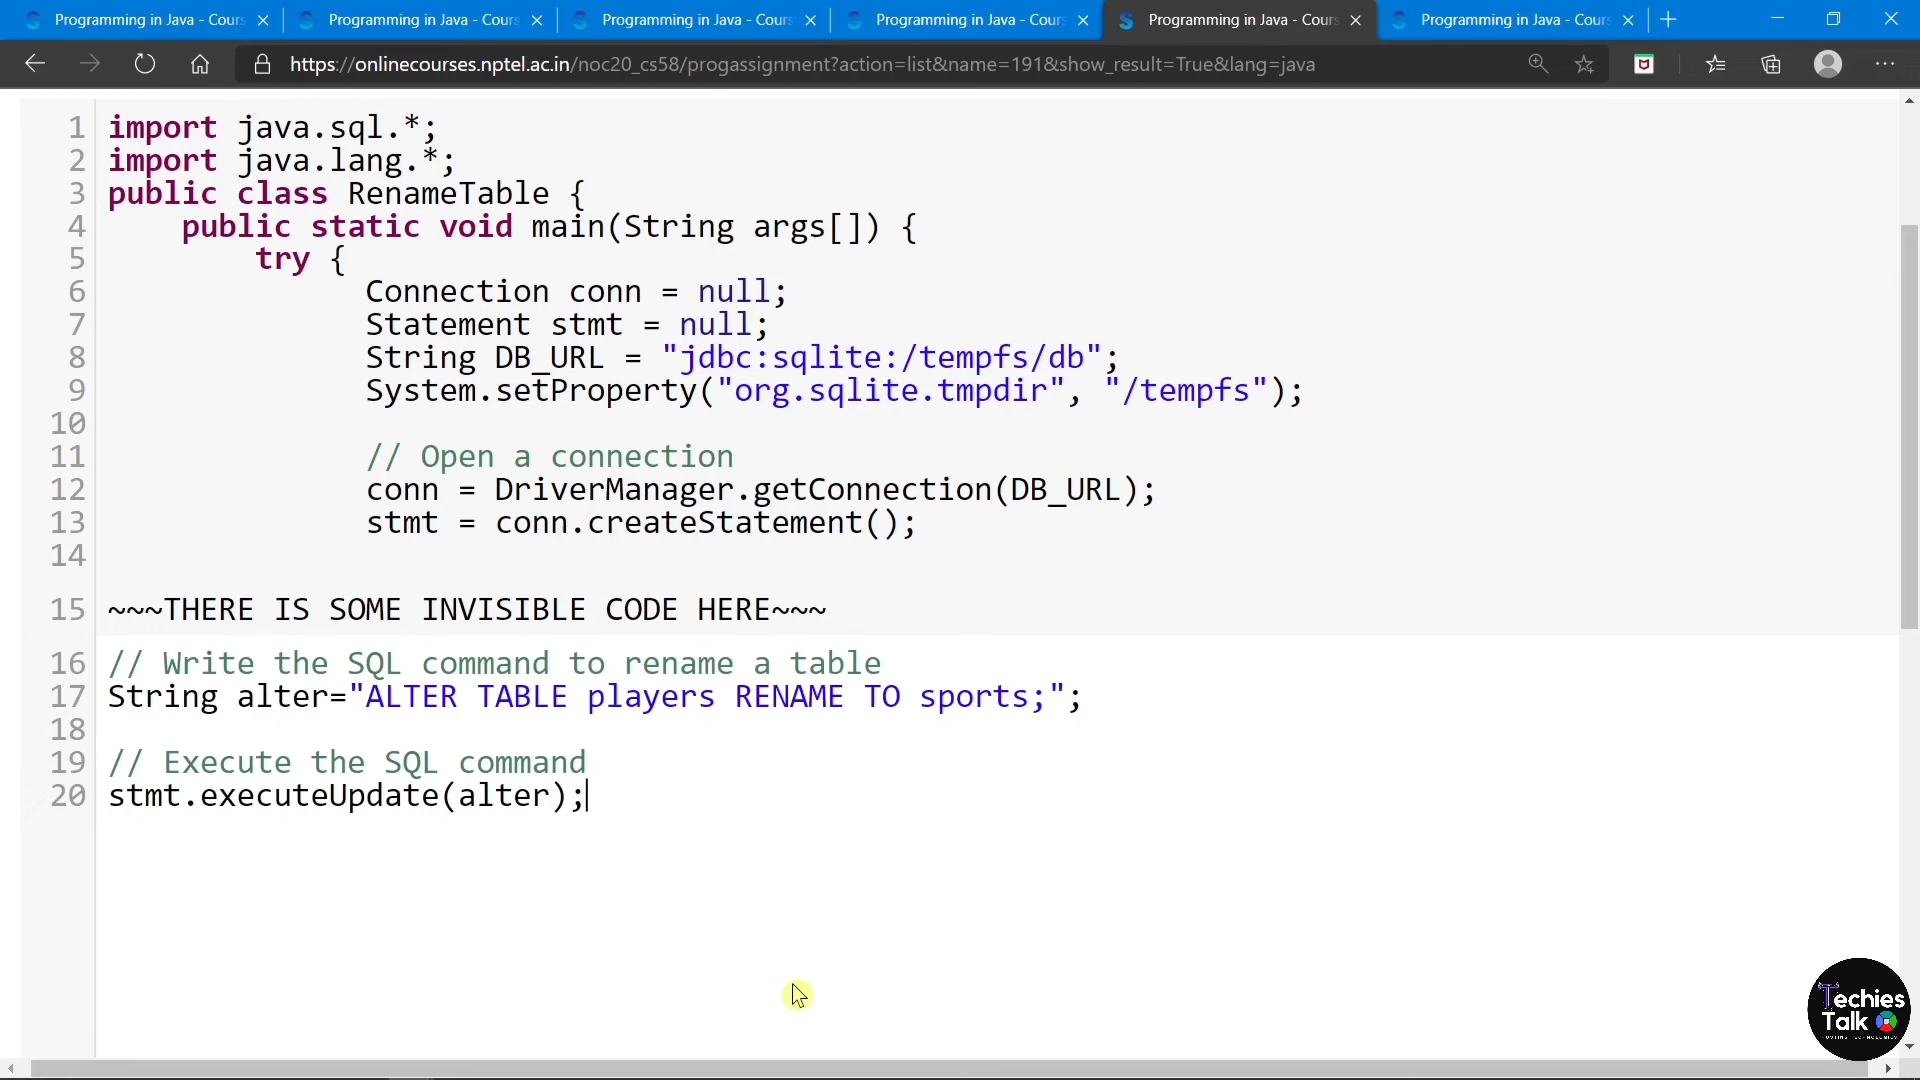 Programming in Java - Cours
Programming in Java - Cours
Programming in Java - Cours
Programming in Java - Cours
Programming in Java - Cours
Programming in Java - Cours
https://onlinecourses.nptel.ac.in/noc20_cs58/progassignment?action=list&name=191&show_result=True&lang=java
1 import java.sql.*;
2 import java.lang.*;
3 public class RenameTable {
4 public static void main(String args[]) {
5 try {
6 Connection conn = null;
7 Statement stmt = null;
8 String DB_URL = "jdbc:sqlite:/tempfs/db";
9 System.setProperty("org.sqlite.tmpdir", "/tempfs");
10
11 // Open a connection
12 conn = DriverManager.getConnection(DB_URL);
13 stmt = conn.createStatement();
14
15 ~~~THERE IS SOME INVISIBLE CODE HERE~~~
16 // Write the SQL command to rename a table
17 String alter="ALTER TABLE players RENAME TO sports;";
18
19 // Execute the SQL command
20 stmt.executeUpdate(alter);
Techies
Talk